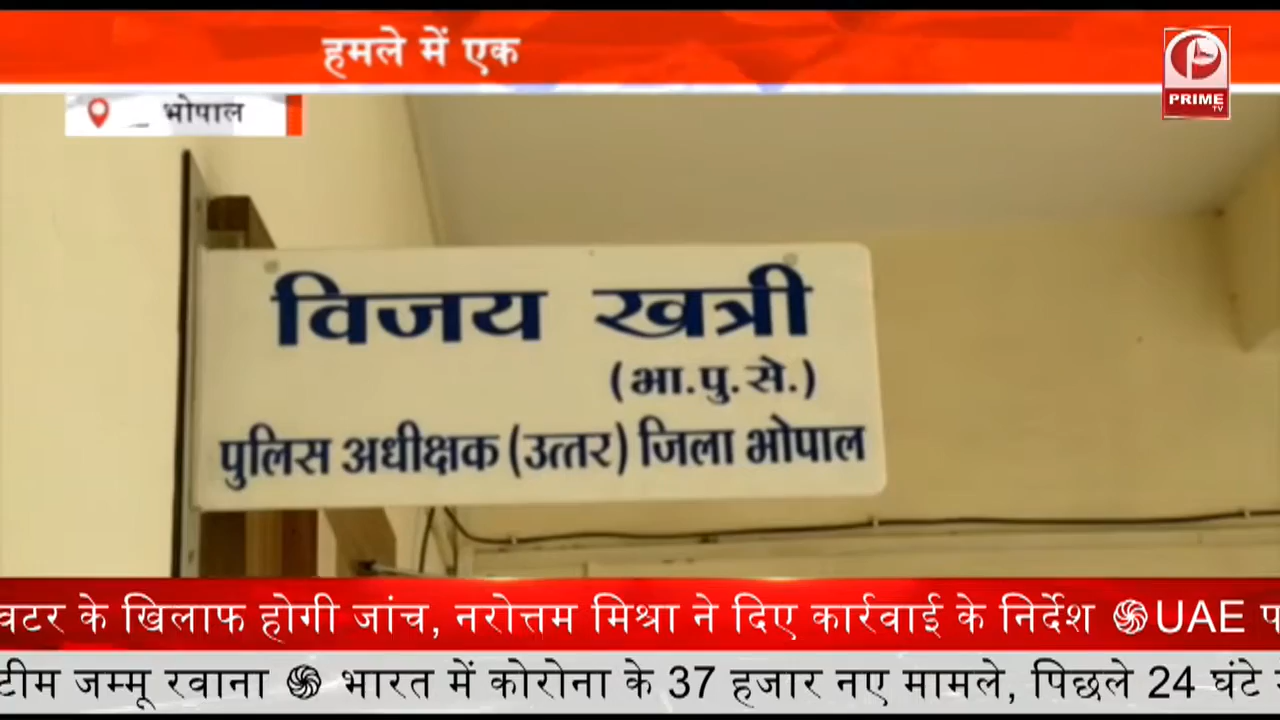 हमले में एक
PRIME
TV
भोपाल
विजय खत्री
(भा.पु.से.)
पुलिस अधीक्षक (उत्तर) जिला भोपाल
के खिलाफ होगी जांच, नरोत्तम मिश्रा ने दिए कार्रवाई के निर्देश UAE
टीम जम्मू रवाना भारत में कोरोना के 37 हजार नए मामले, पिछले 24 घंटे